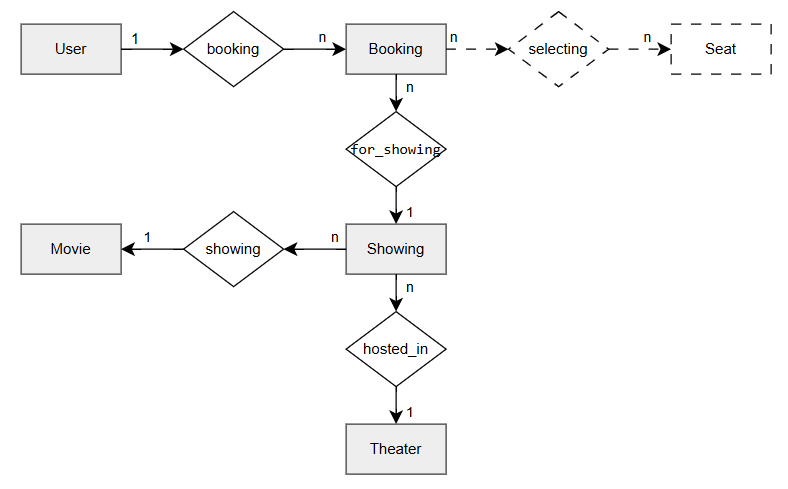 User
1
booking
n
Booking
n
selecting
n
Seat
n
for_showing
1
Movie
1
showing
n
Showing
n
hosted_in
1
Theater